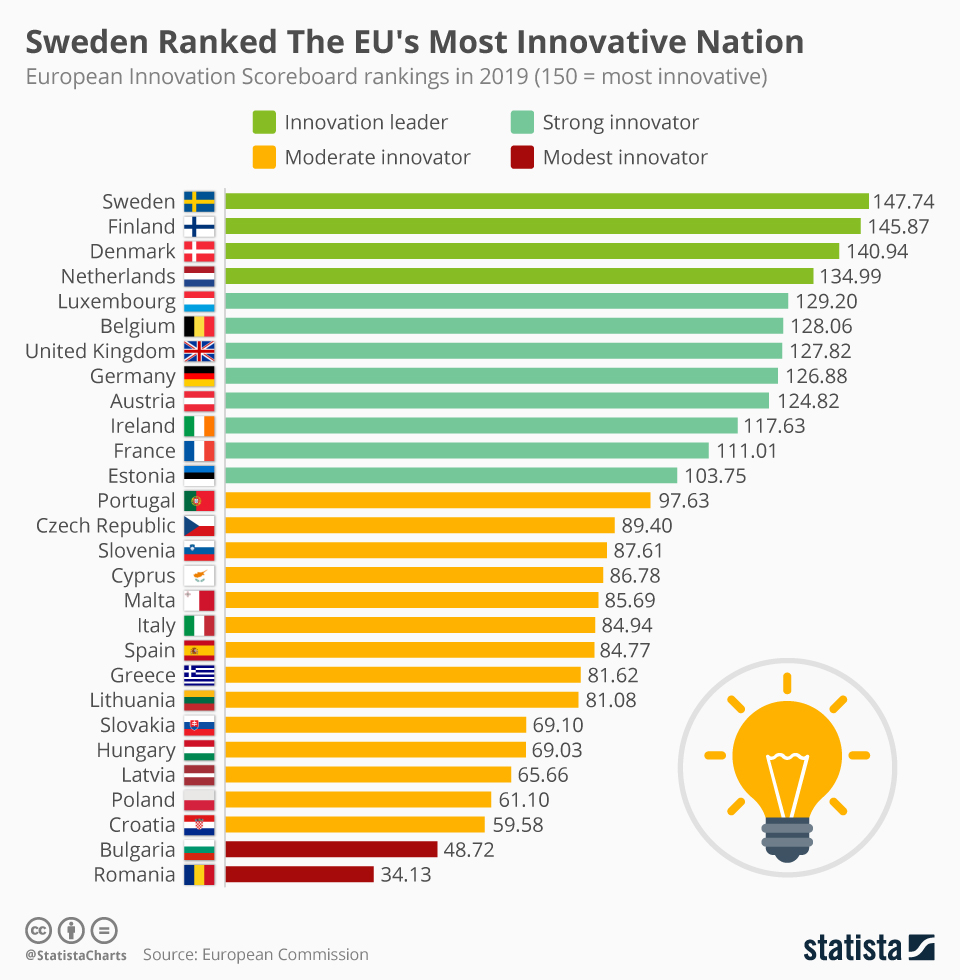 Sweden Ranked The EU's Most Innovative Nation
European Innovation Scoreboard rankings in 2019 (150 = most innovative)
Innovation leader
Strong innovator
Moderate innovator
Modest innovator
Sweden 147.74
Finland 145.87
Denmark 140.94
Netherlands 134.99
Luxembourg 129.20
Belgium 128.06
United Kingdom 127.82
Germany 126.88
Austria 124.82
Ireland 117.63
France 111.01
Estonia 103.75
Portugal 97.63
Czech Republic 89.40
Slovenia 87.61
Cyprus 86.78
Malta 85.69
Italy 84.94
Spain 84.77
Greece 81.62
Lithuania 81.08
Slovakia 69.10
Hungary 69.03
Latvia 65.66
Poland 61.10
Croatia 59.58
Bulgaria 48.72
Romania 34.13
cc
@StatistaCharts Source: European Commission
statista